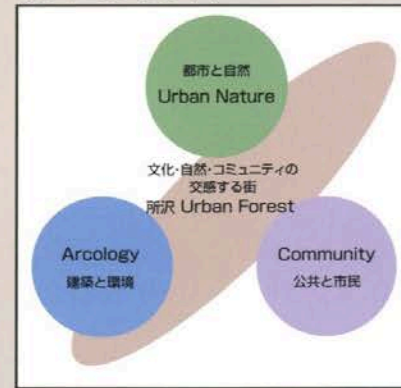 都市と自然
Urban Nature
文化・自然・コミュニティの
交感する街
所沢 Urban Forest
Arcology
建築と環境
Community
公共と市民